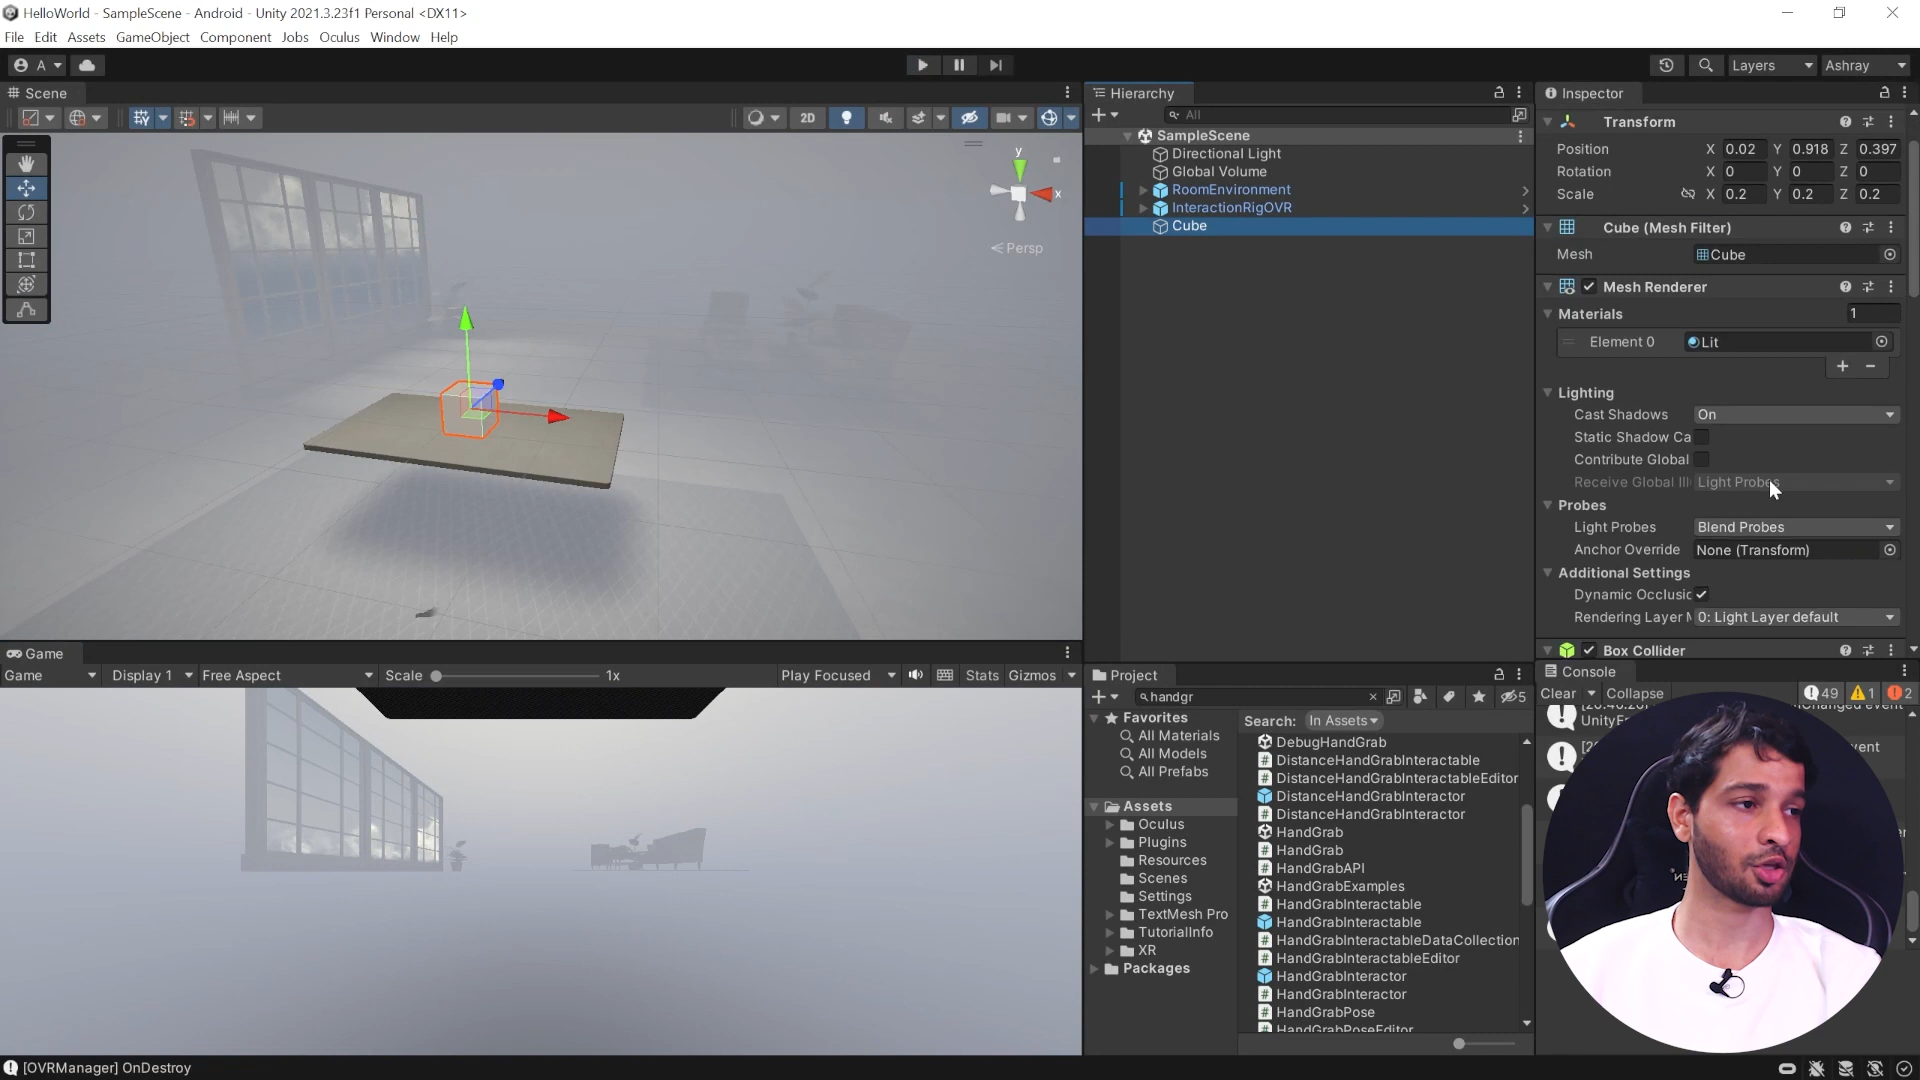 HelloWorld - SampleScene - Android - Unity 2021.3.23f1 Personal <DX11>
File Edit Assets GameObject Component Jobs Oculus Window Help
A Layers Ashray
Scene
2D
y
x
Persp
Hierarchy
All
SampleScene
Directional Light
Global Volume
RoomEnvironment
InteractionRigOVR
Cube
Inspector
Transform
Position X 0.02 Y 0.918 Z 0.397
Rotation X 0 Y 0 Z 0
Scale X 0.2 Y 0.2 Z 0.2
Cube (Mesh Filter)
Mesh Cube
Mesh Renderer
Materials 1
Element 0 Lit
+ -
Lighting
Cast Shadows On
Static Shadow Ca
Contribute Global
Receive Global Ill Light Probes
Probes
Light Probes Blend Probes
Anchor Override None (Transform)
Additional Settings
Dynamic Occlusic
Rendering Layer M 0: Light Layer default
Box Collider
Game
Game Display 1 Free Aspect Scale 1x Play Focused Stats Gizmos
Project
handgr
5
Favorites
All Materials
All Models
All Prefabs
Assets
Oculus
Plugins
Resources
Scenes
Settings
TextMesh Pro
TutorialInfo
XR
Packages
Search: In Assets
DebugHandGrab
DistanceHandGrabInteractable
DistanceHandGrabInteractableEditor
DistanceHandGrabInteractor
DistanceHandGrabInteractor
HandGrab
HandGrab
HandGrabAPI
HandGrabExamples
HandGrabInteractable
HandGrabInteractable
HandGrabInteractableDataCollection
HandGrabInteractableEditor
HandGrabInteractor
HandGrabInteractor
HandGrabPose
HandGrabPoseEditor
Console
Clear Collapse 49 1 2
[OVRManager] OnDestroy